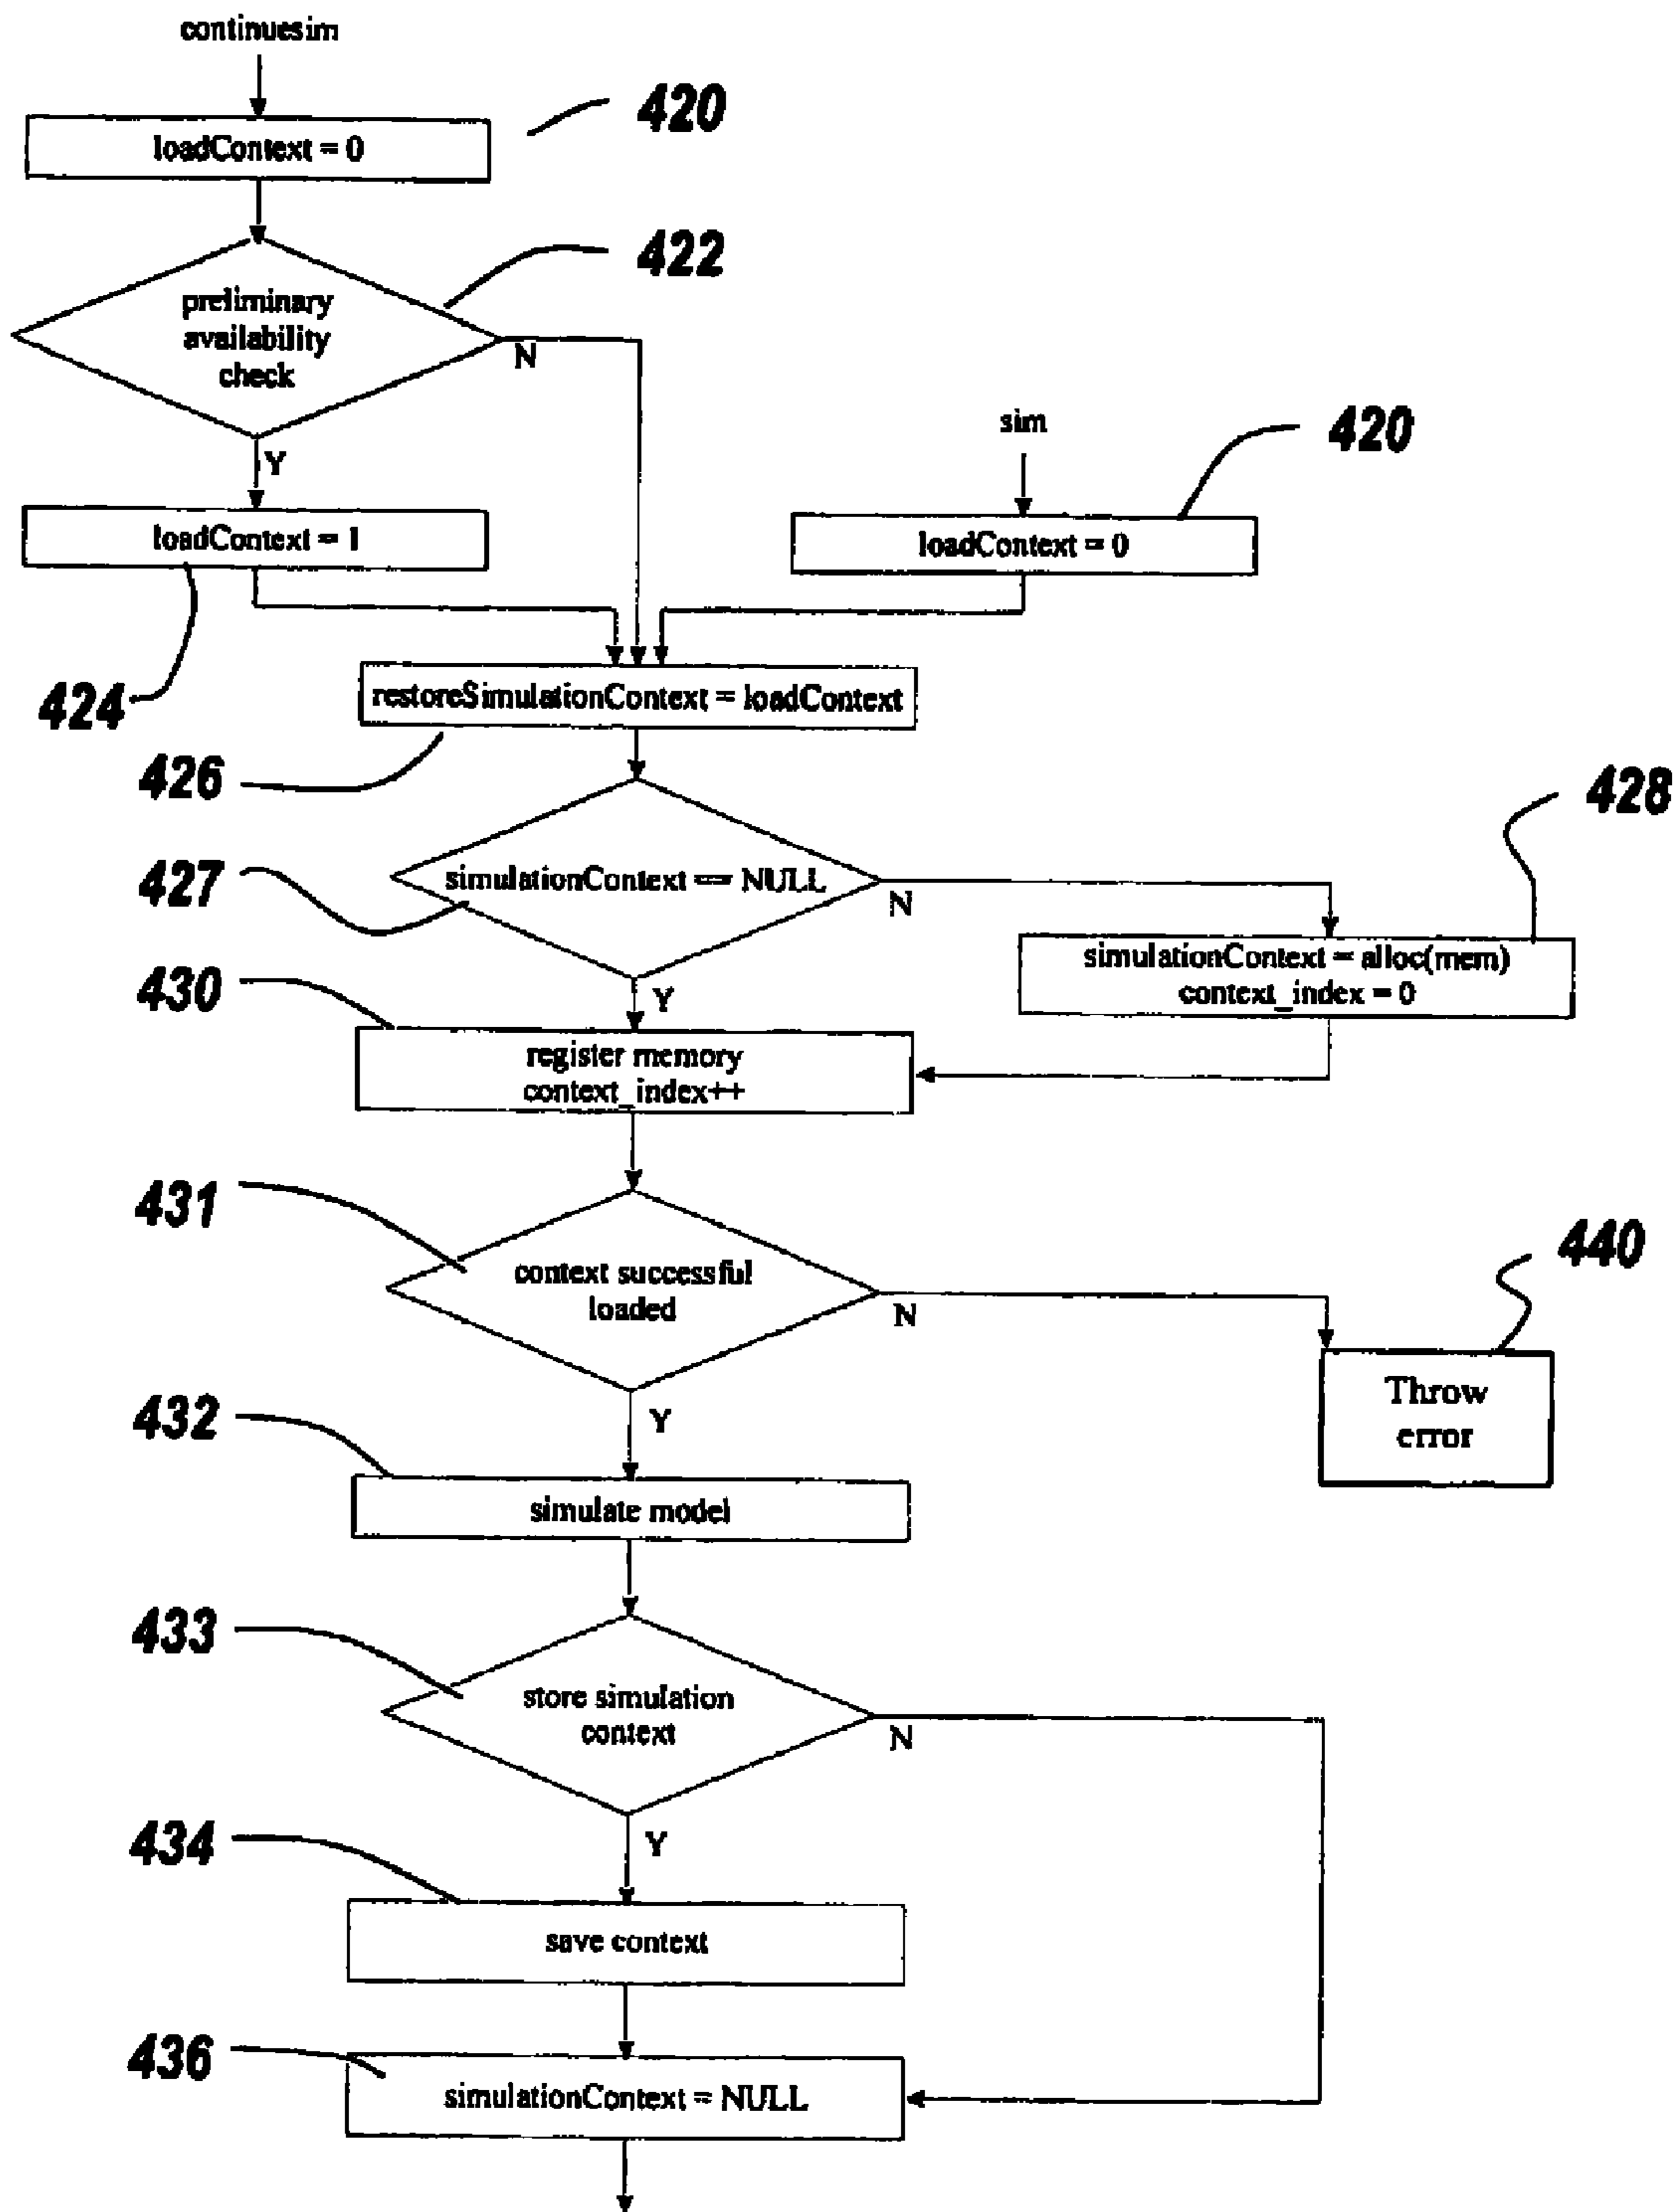 continuesim
420
loadContext = 0
422
preliminary
availability
check
N
Y
sim
420
loadContext = 1
loadContext = 0
424
restoreSimulationContext = loadContext
426
428
427
simulationContext == NULL
N
simulationContext = alloc(mem)
context_index = 0
Y
430
register memory
context_index++
431
context successful
loaded
N
440
Throw
error
Y
432
simulate model
433
store simulation
context
N
Y
434
save context
436
simulationContext = NULL